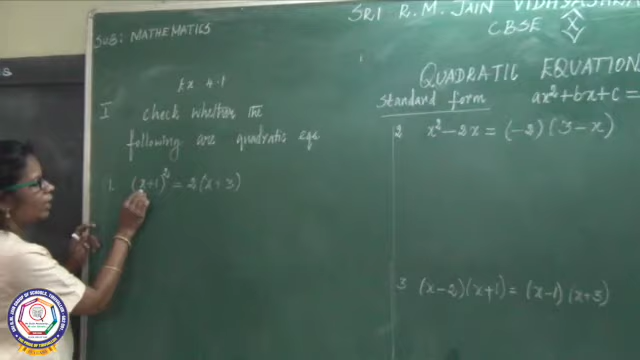 SRI R.M. JAIN VIDHYASHRAM
CBSE X
SUB: MATHEMATICS
Ex 4.1
I Check whether the
following are quadratic eqs
1. (x+1)² = 2(x+3)
QUADRATIC EQUATION
Standard form ax²+bx+c =
2 x²-2x = (-2)(3-x)
3 (x-2)(x+1) = (x-1)(x+3)